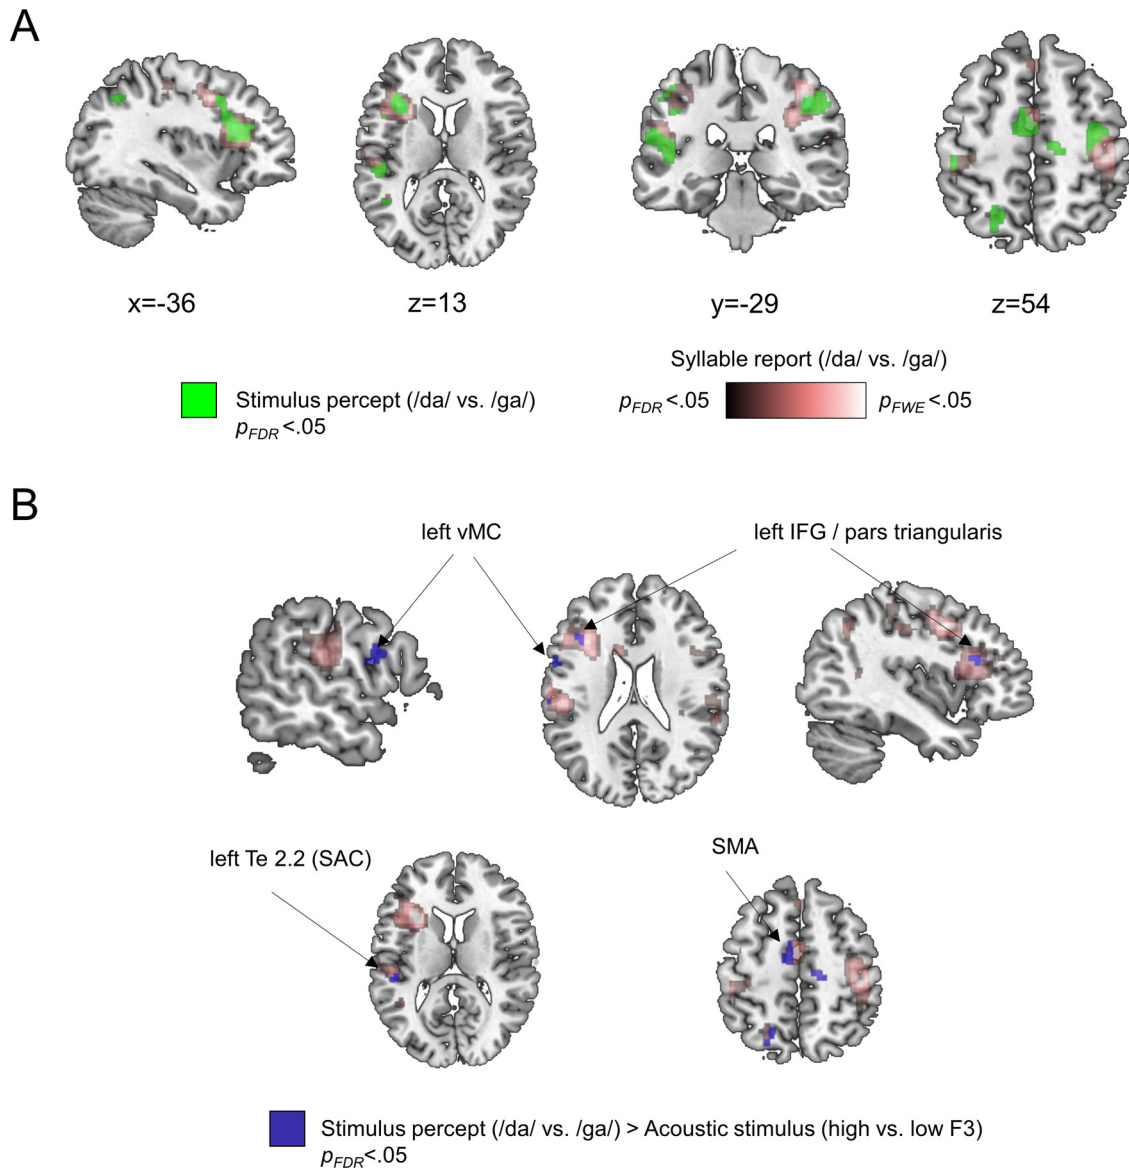 A
x=-36
z=13
y=-29
z=54
Stimulus percept (/da/ vs. /ga/)
pFDR <.05
Syllable report (/da/ vs. /ga/)
pFDR <.05
pFWE <.05
B
left vMC
left IFG / pars triangularis
left Te 2.2 (SAC)
SMA
Stimulus percept (/da/ vs. /ga/) > Acoustic stimulus (high vs. low F3)
pFDR<.05